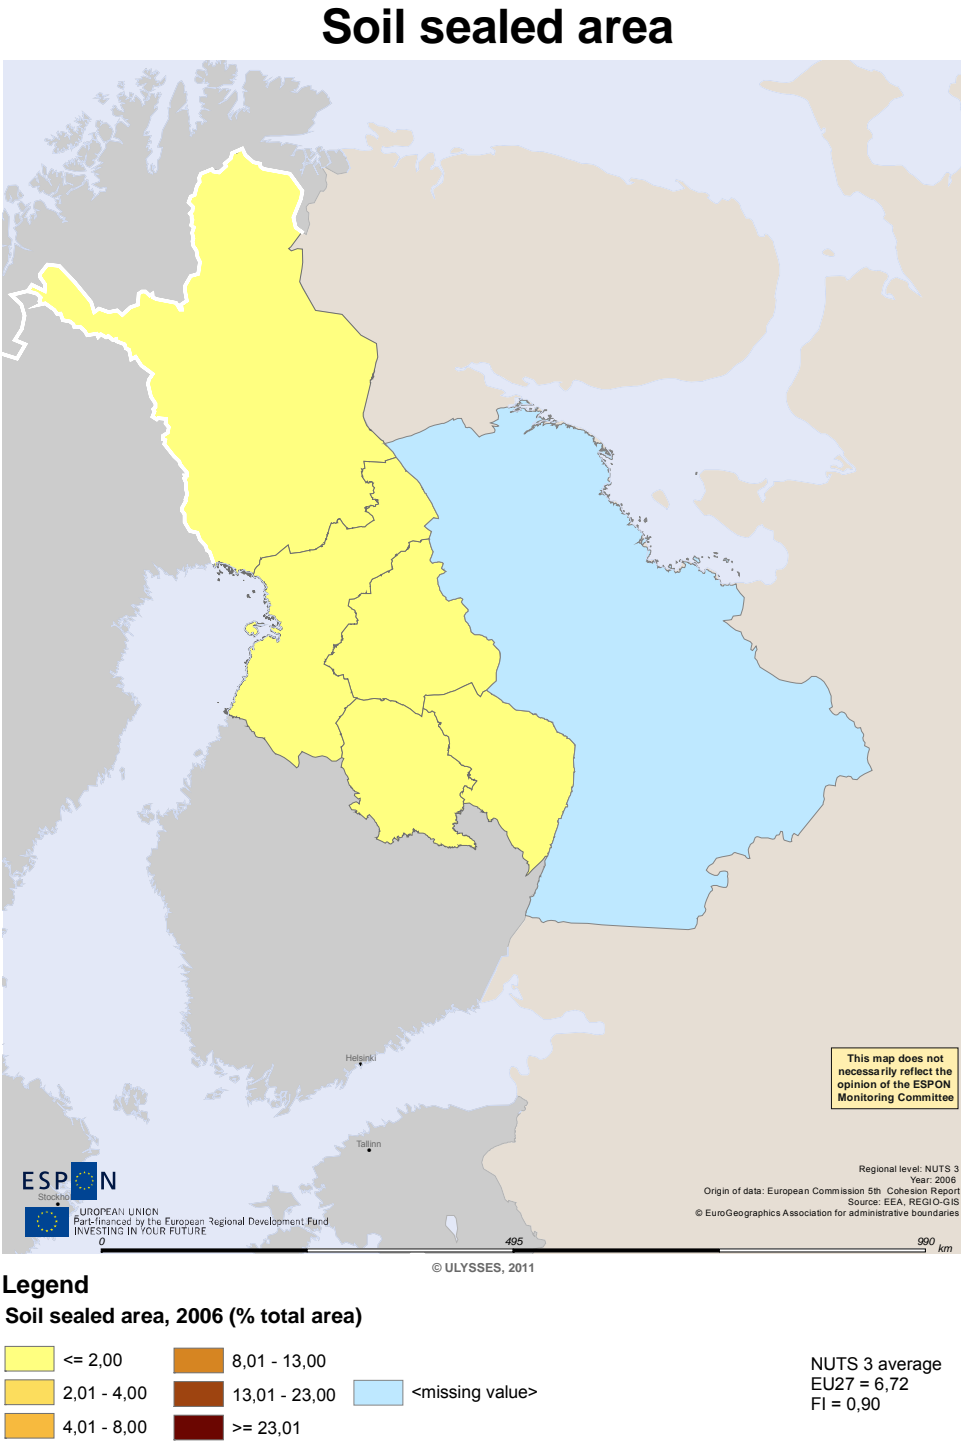 Soil sealed area
Helsinki
This map does not
necessarily reflect the
opinion of the ESPON
Monitoring Committee
Tallinn
ESPON
Stockho
UROPEAN UNION
Part-financed by the European Regional Development Fund
INVESTING IN YOUR FUTURE
Regional level: NUTS 3
Year: 2006
Origin of data: European Commission 5th Cohesion Report
Source: EEA, REGIO-GIS
© EuroGeographics Association for administrative boundaries
0 495 990 km
© ULYSSES, 2011
Legend
Soil sealed area, 2006 (% total area)
<= 2,00
2,01 - 4,00
4,01 - 8,00
8,01 - 13,00
13,01 - 23,00
>= 23,01
<missing value>
NUTS 3 average
EU27 = 6,72
FI = 0,90